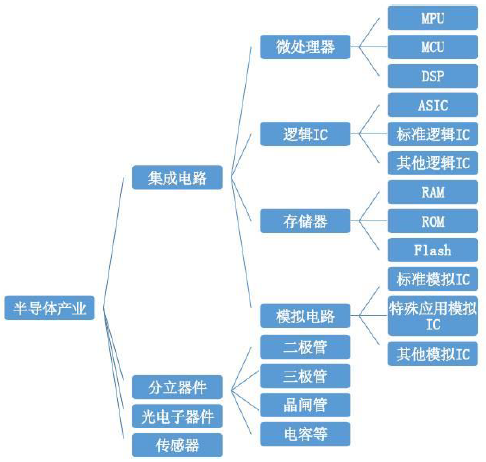 半导体产业
集成电路
微处理器
MPU
MCU
DSP
逻辑IC
ASIC
标准逻辑IC
其他逻辑IC
存储器
RAM
ROM
Flash
模拟电路
标准模拟IC
特殊应用模拟
IC
其他模拟IC
分立器件
二极管
三极管
晶闸管
电容等
光电子器件
传感器